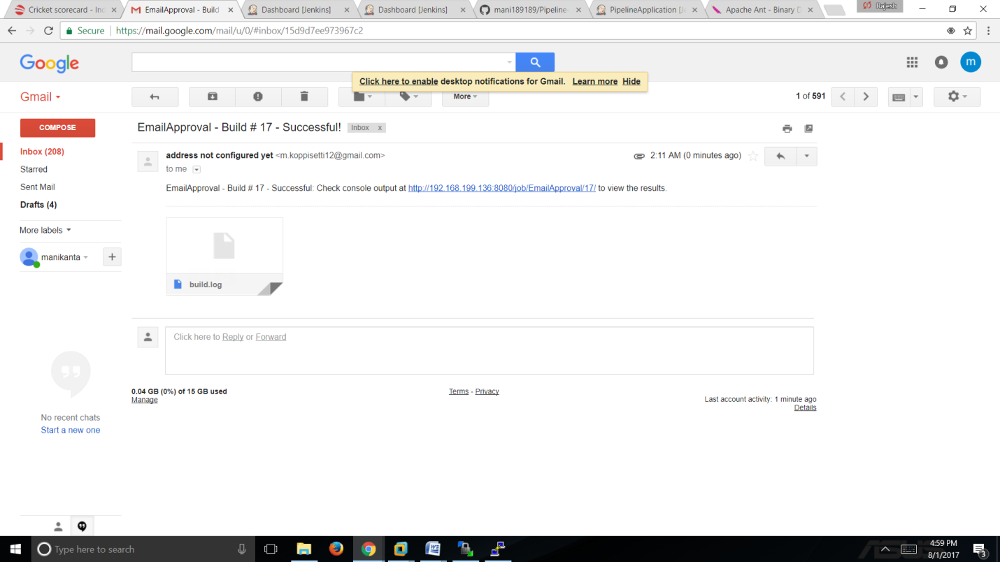 Cricket scorecard - Ind
EmailApproval - Build
Dashboard [Jenkins]
Dashboard [Jenkins]
mani189189/Pipeline-
PipelineApplication [Je
Apache Ant - Binary D
Rajesh
Secure
https://mail.google.com/mail/u/0/#inbox/15d9d7ee973967c2
Google
m
Click here to enable desktop notifications for Gmail. Learn more Hide
Gmail
More
1 of 591
COMPOSE
EmailApproval - Build # 17 - Successful!
Inbox x
Inbox (208)
Starred
Sent Mail
Drafts (4)
More labels
manikanta
address not configured yet <m.koppisetti12@gmail.com>
2:11 AM (0 minutes ago)
to me
EmailApproval - Build # 17 - Successful: Check console output at http://192.168.199.136:8080/job/EmailApproval/17/ to view the results.
build.log
Click here to Reply or Forward
0.04 GB (0%) of 15 GB used
Manage
Terms - Privacy
Last account activity: 1 minute ago
Details
No recent chats
Start a new one
Type here to search
ASUS
4:59 PM
8/1/2017
3